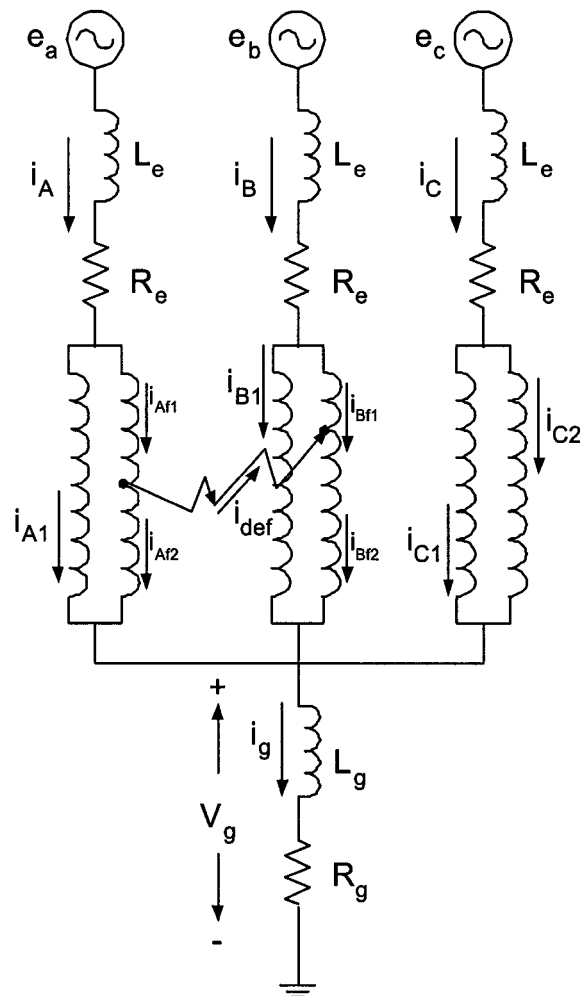 e_a e_b e_c
L_e L_e L_e
i_A i_B i_C
R_e R_e R_e
i_Af1 i_B1 i_Bf1 i_C2
i_A1 i_Af2 i_def i_Bf2 i_C1
+
i_g L_g
V_g
R_g
-